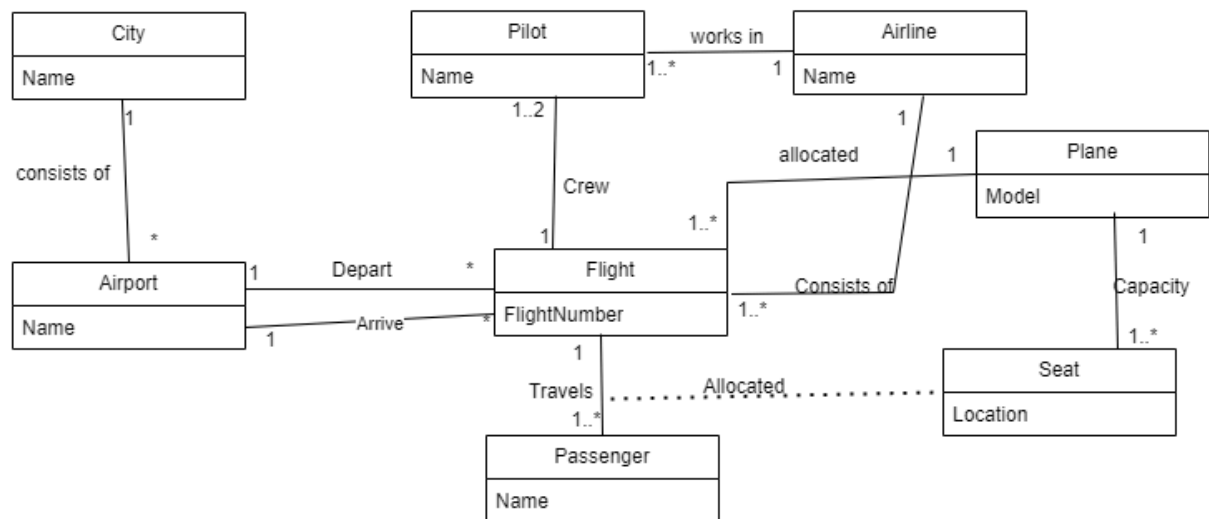 City
Name
Pilot
Name
works in
1..*
1
Airline
Name
1
1..2
1
consists of
allocated
1
Plane
Model
Crew
*
1..*
1
1
Airport
Name
1
Depart
*
Flight
FlightNumber
Consists of
1..*
Capacity
1
Arrive
*
1
Travels
1..*
Allocated
1..*
Seat
Location
Passenger
Name